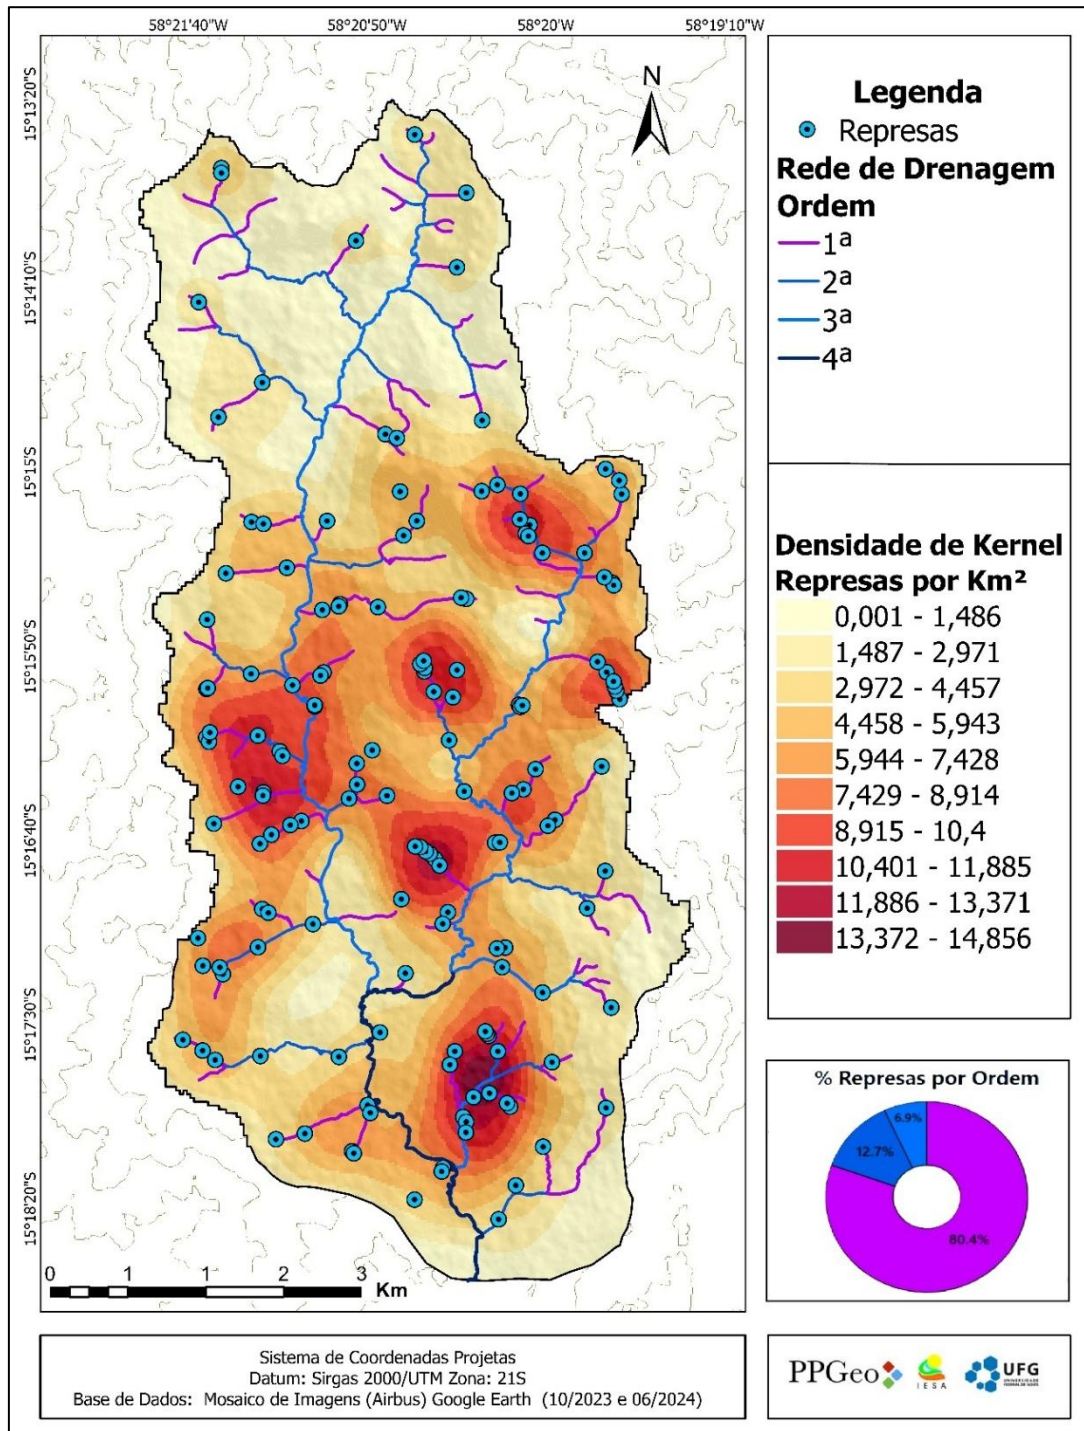 58°21'40"W 58°20'50"W 58°20'W 58°19'10"W
15°13'20"S
15°14'10"S
15°15'S
15°15'50"S
15°16'40"S
15°17'30"S
15°18'20"S
N
0 1 1 2 3 Km
Legenda
Represas
Rede de Drenagem
Ordem
1ª
2ª
3ª
4ª
Densidade de Kernel
Represas por Km²
0,001 - 1,486
1,487 - 2,971
2,972 - 4,457
4,458 - 5,943
5,944 - 7,428
7,429 - 8,914
8,915 - 10,4
10,401 - 11,885
11,886 - 13,371
13,372 - 14,856
% Represas por Ordem
6.9%
12.7%
80.4%
Sistema de Coordenadas Projetas
Datum: Sirgas 2000/UTM Zona: 21S
Base de Dados: Mosaico de Imagens (Airbus) Google Earth (10/2023 e 06/2024)
PPGeo
IESA
UFG